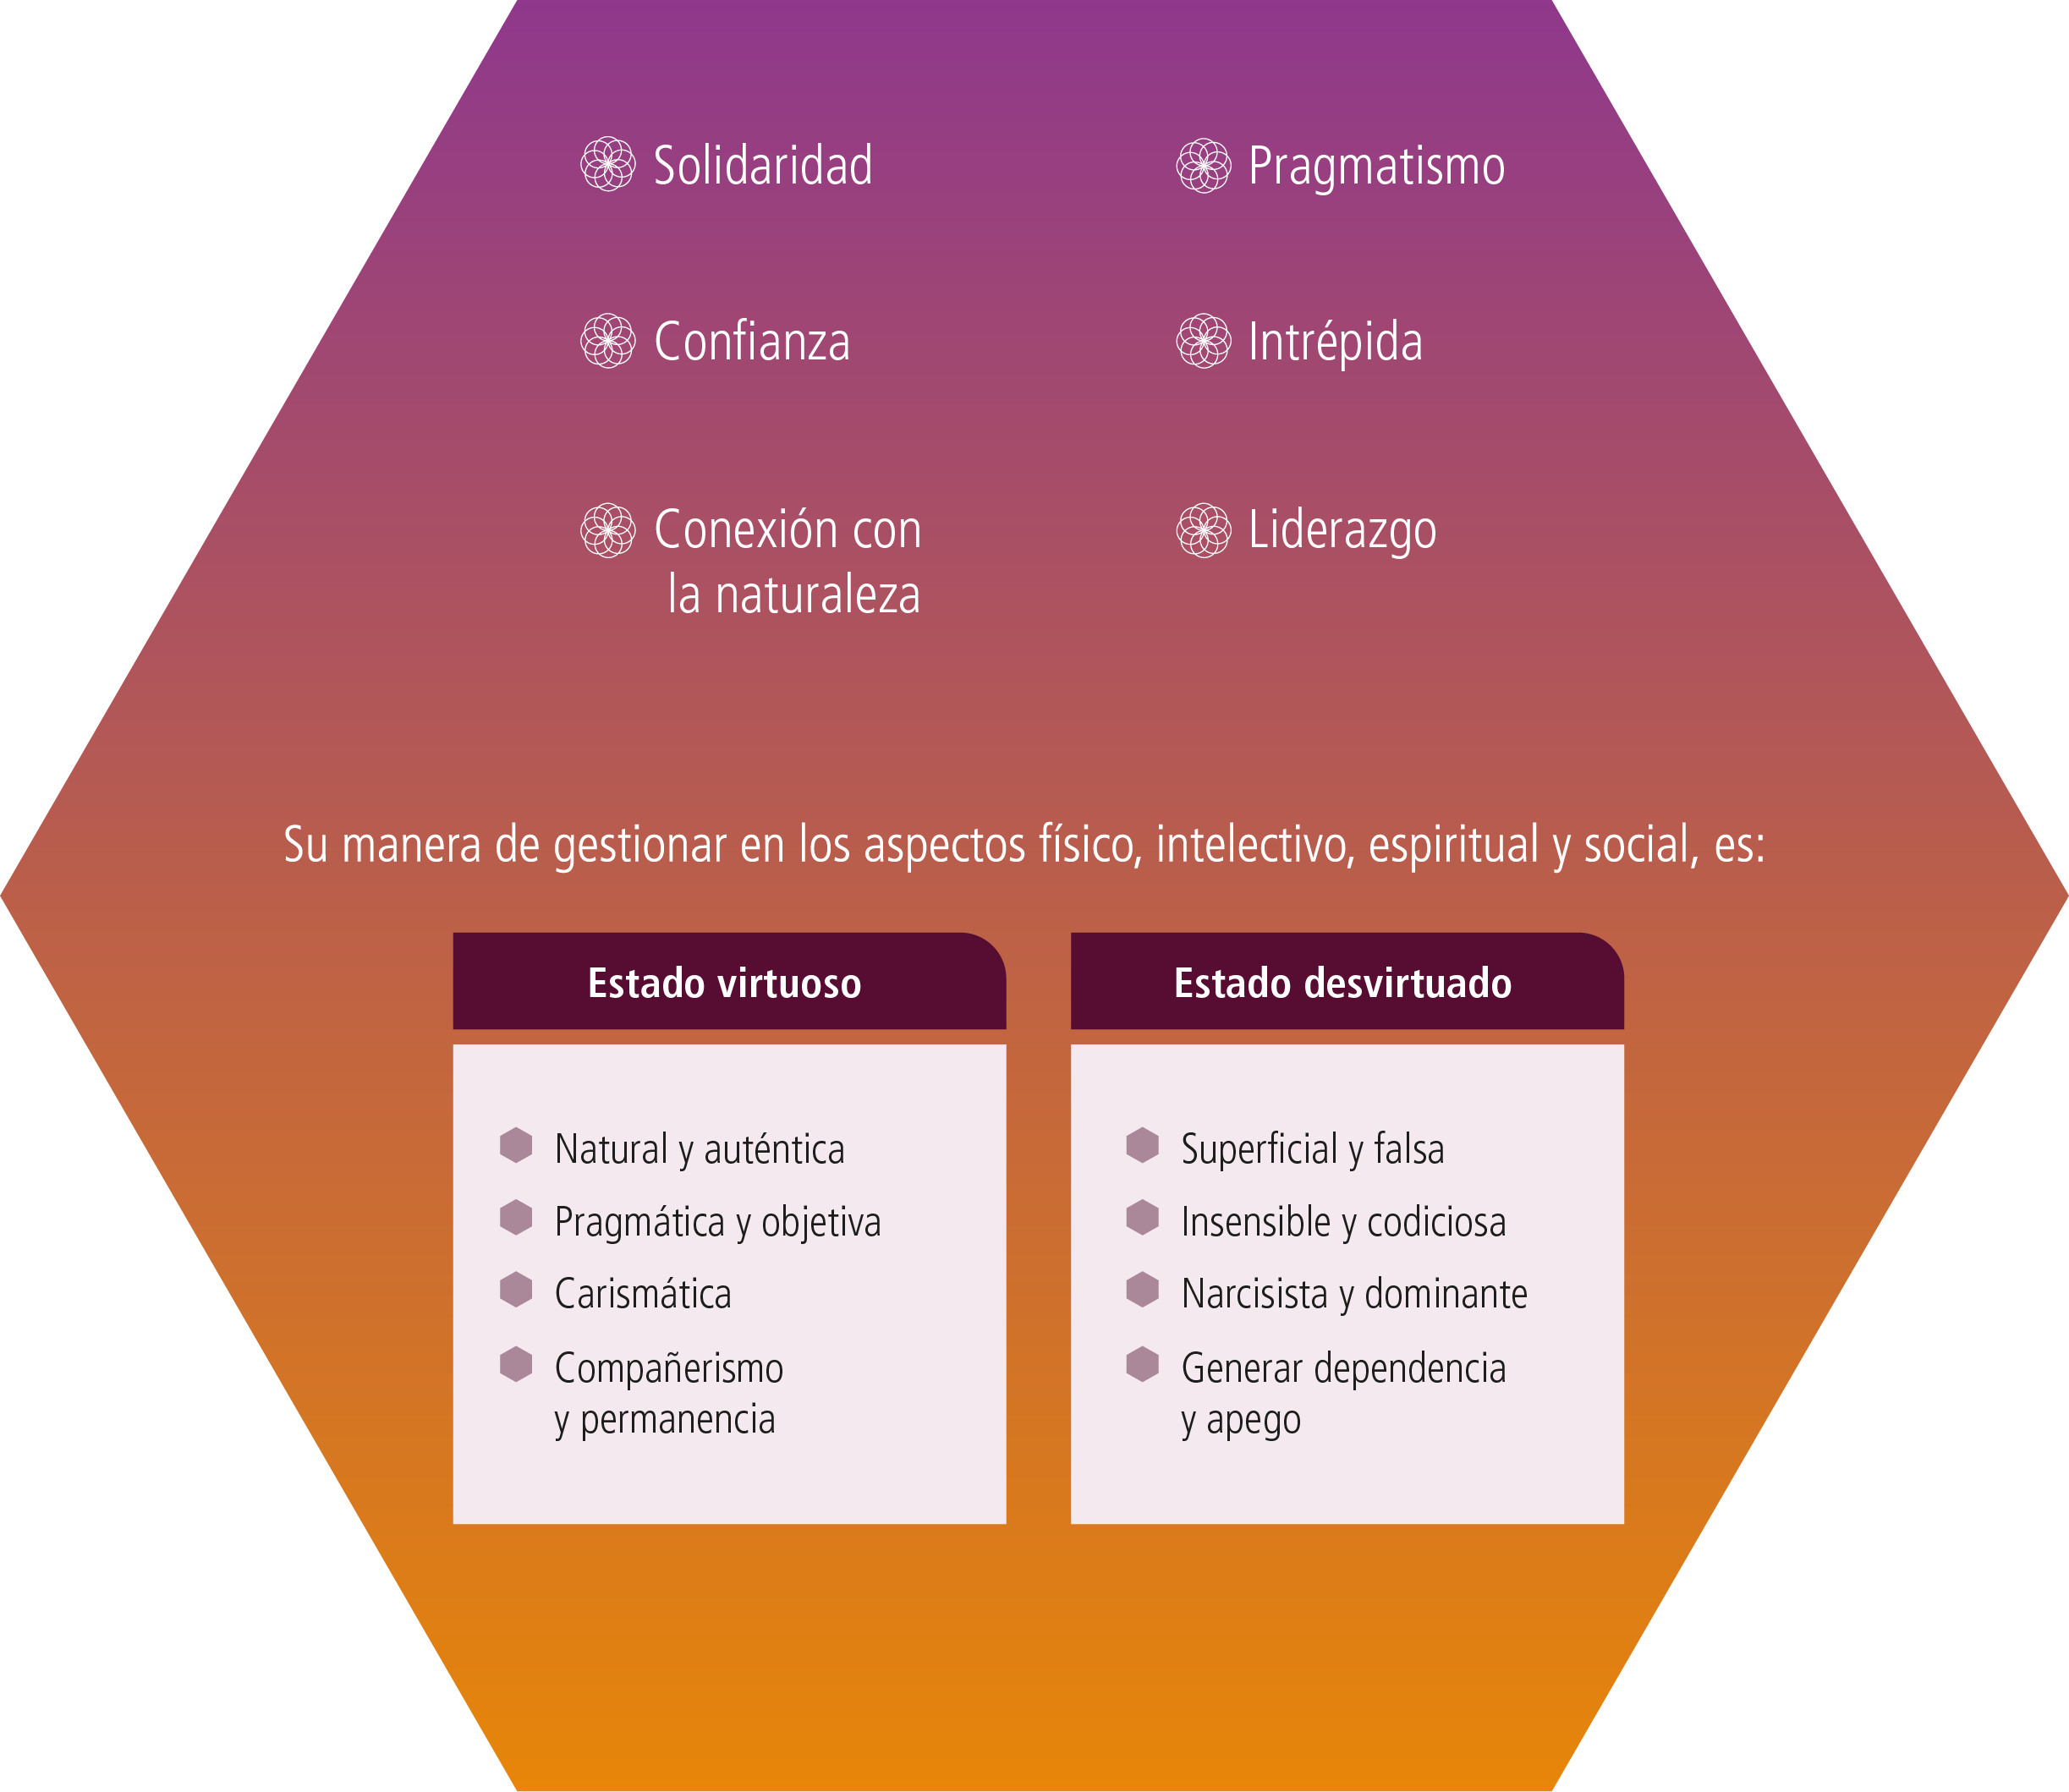 Solidaridad
Pragmatismo
Confianza
Intrépida
Conexión con
la naturaleza
Liderazgo
Su manera de gestionar en los aspectos físico, intelectivo, espiritual y social, es:
Estado virtuoso
Natural y auténtica
Pragmática y objetiva
Carismática
Compañerismo
y permanencia
Estado desvirtuado
Superficial y falsa
Insensible y codiciosa
Narcisista y dominante
Generar dependencia
y apego